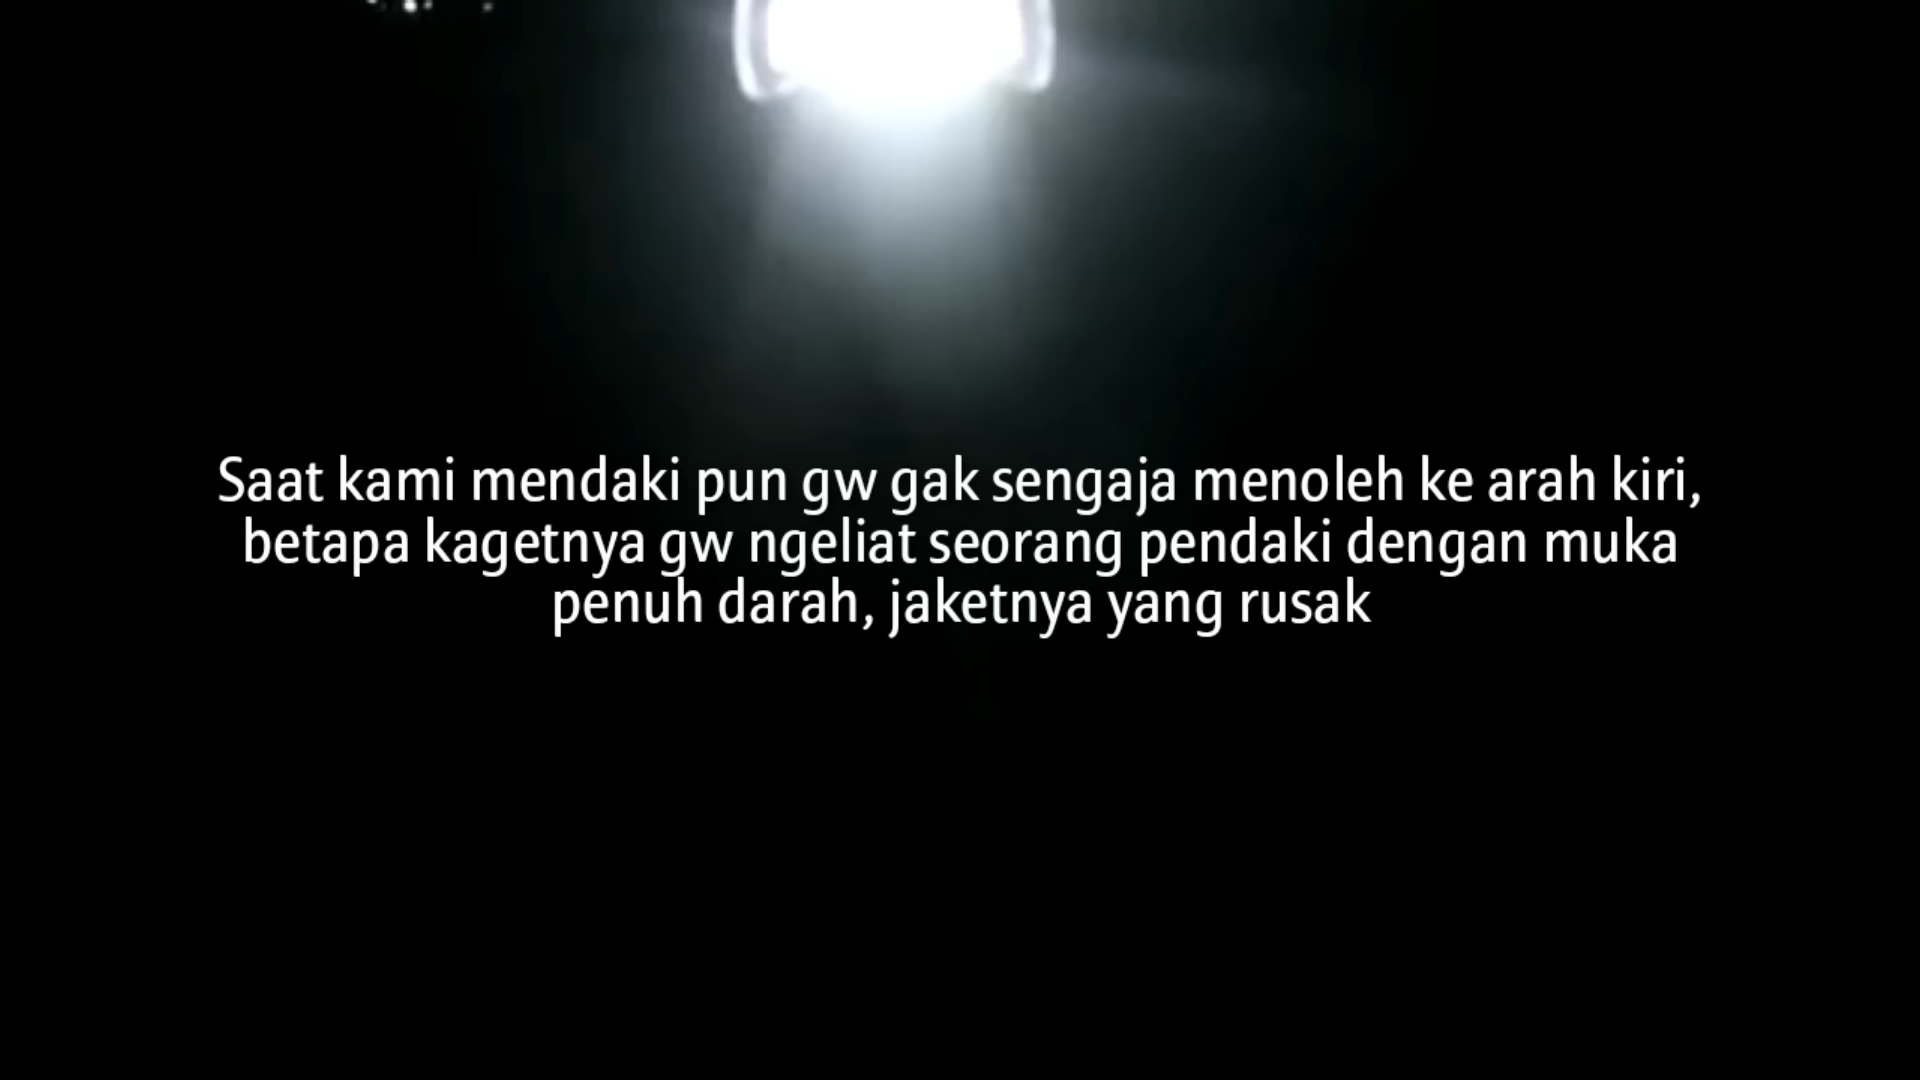 Saat kami mendaki pun gw gak sengaja menoleh ke arah kiri,
betapa kagetnya gw ngeliat seorang pendaki dengan muka
penuh darah, jaketnya yang rusak